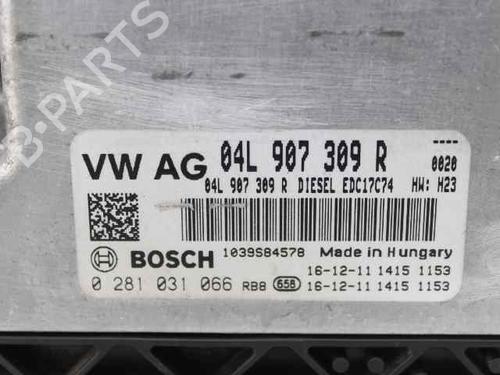 B-PARTS
VW AG 04L 907 309 R ----
0020
04L 907 309 R DIESEL EDC17C74 HW: H23
1039S84578 Made in Hungary
BOSCH 16-12-11 1415 1153
0 281 031 066 RB8 658 16-12-11 1415 1153